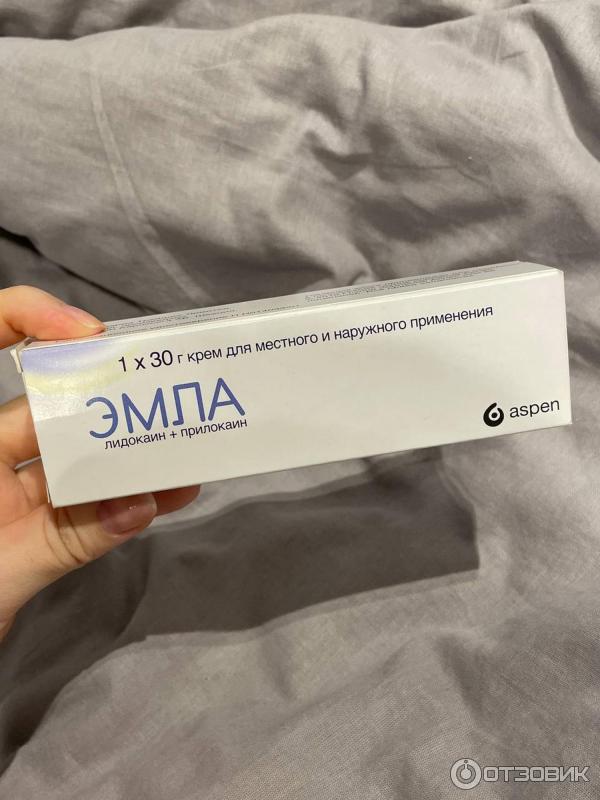 1 x 30 г крем для местного и наружного применения
ЭМЛА
лидокаин + прилокаин
aspen
ОТЗОВИК